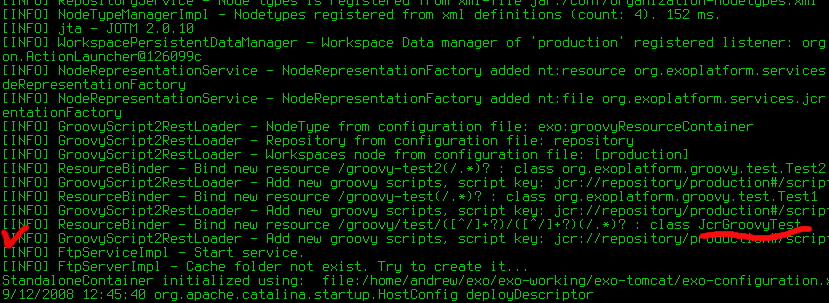 [INFO] RepositoryServiceImpl - Node types is registered from xml-file jar:/conf/organization-nodetypes.xml
[INFO] NodeTypeManagerImpl - Nodetypes registered from xml definitions (count: 4). 152 ms.
[INFO] jta - JOTM 2.0.10
[INFO] WorkspacePersistentDataManager - Workspace Data manager of 'production' registered listener: org
on.ActionLauncher@126099c
[INFO] NodeRepresentationService - NodeRepresentationFactory added nt:resource org.exoplatform.services
deRepresentationFactory
[INFO] NodeRepresentationService - NodeRepresentationFactory added nt:file org.exoplatform.services.jcr
entationFactory
[INFO] GroovyScript2RestLoader - NodeType from configuration file: exo:groovyResourceContainer
[INFO] GroovyScript2RestLoader - Repository from configuration file: repository
[INFO] GroovyScript2RestLoader - Workspaces node from configuration file: [production]
[INFO] ResourceBinder - Bind new resource /groovy-test2(/.*)? : class org.exoplatform.groovy.test.Test2
[INFO] GroovyScript2RestLoader - Add new groovy scripts, script key: jcr://repository/production#/script
[INFO] ResourceBinder - Bind new resource /groovy-test(/.*)? : class org.exoplatform.groovy.test.Test1
[INFO] GroovyScript2RestLoader - Add new groovy scripts, script key: jcr://repository/production#/script
[INFO] ResourceBinder - Bind new resource /groovy/test/([^/]+?)/([^/]+?)(/.*)? : class JcrGroovyTest
[INFO] GroovyScript2RestLoader - Add new groovy scripts, script key: jcr://repository/production#/script
[INFO] FtpServiceImpl - Start service.
[INFO] FtpServerImpl - Cache folder not exist. Try to create it...
StandaloneContainer initialized using: file:/home/andrew/exo/exo-working/exo-tomcat/exo-configuration.x
9/12/2008 12:45:40 org.apache.catalina.startup.HostConfig deployDescriptor